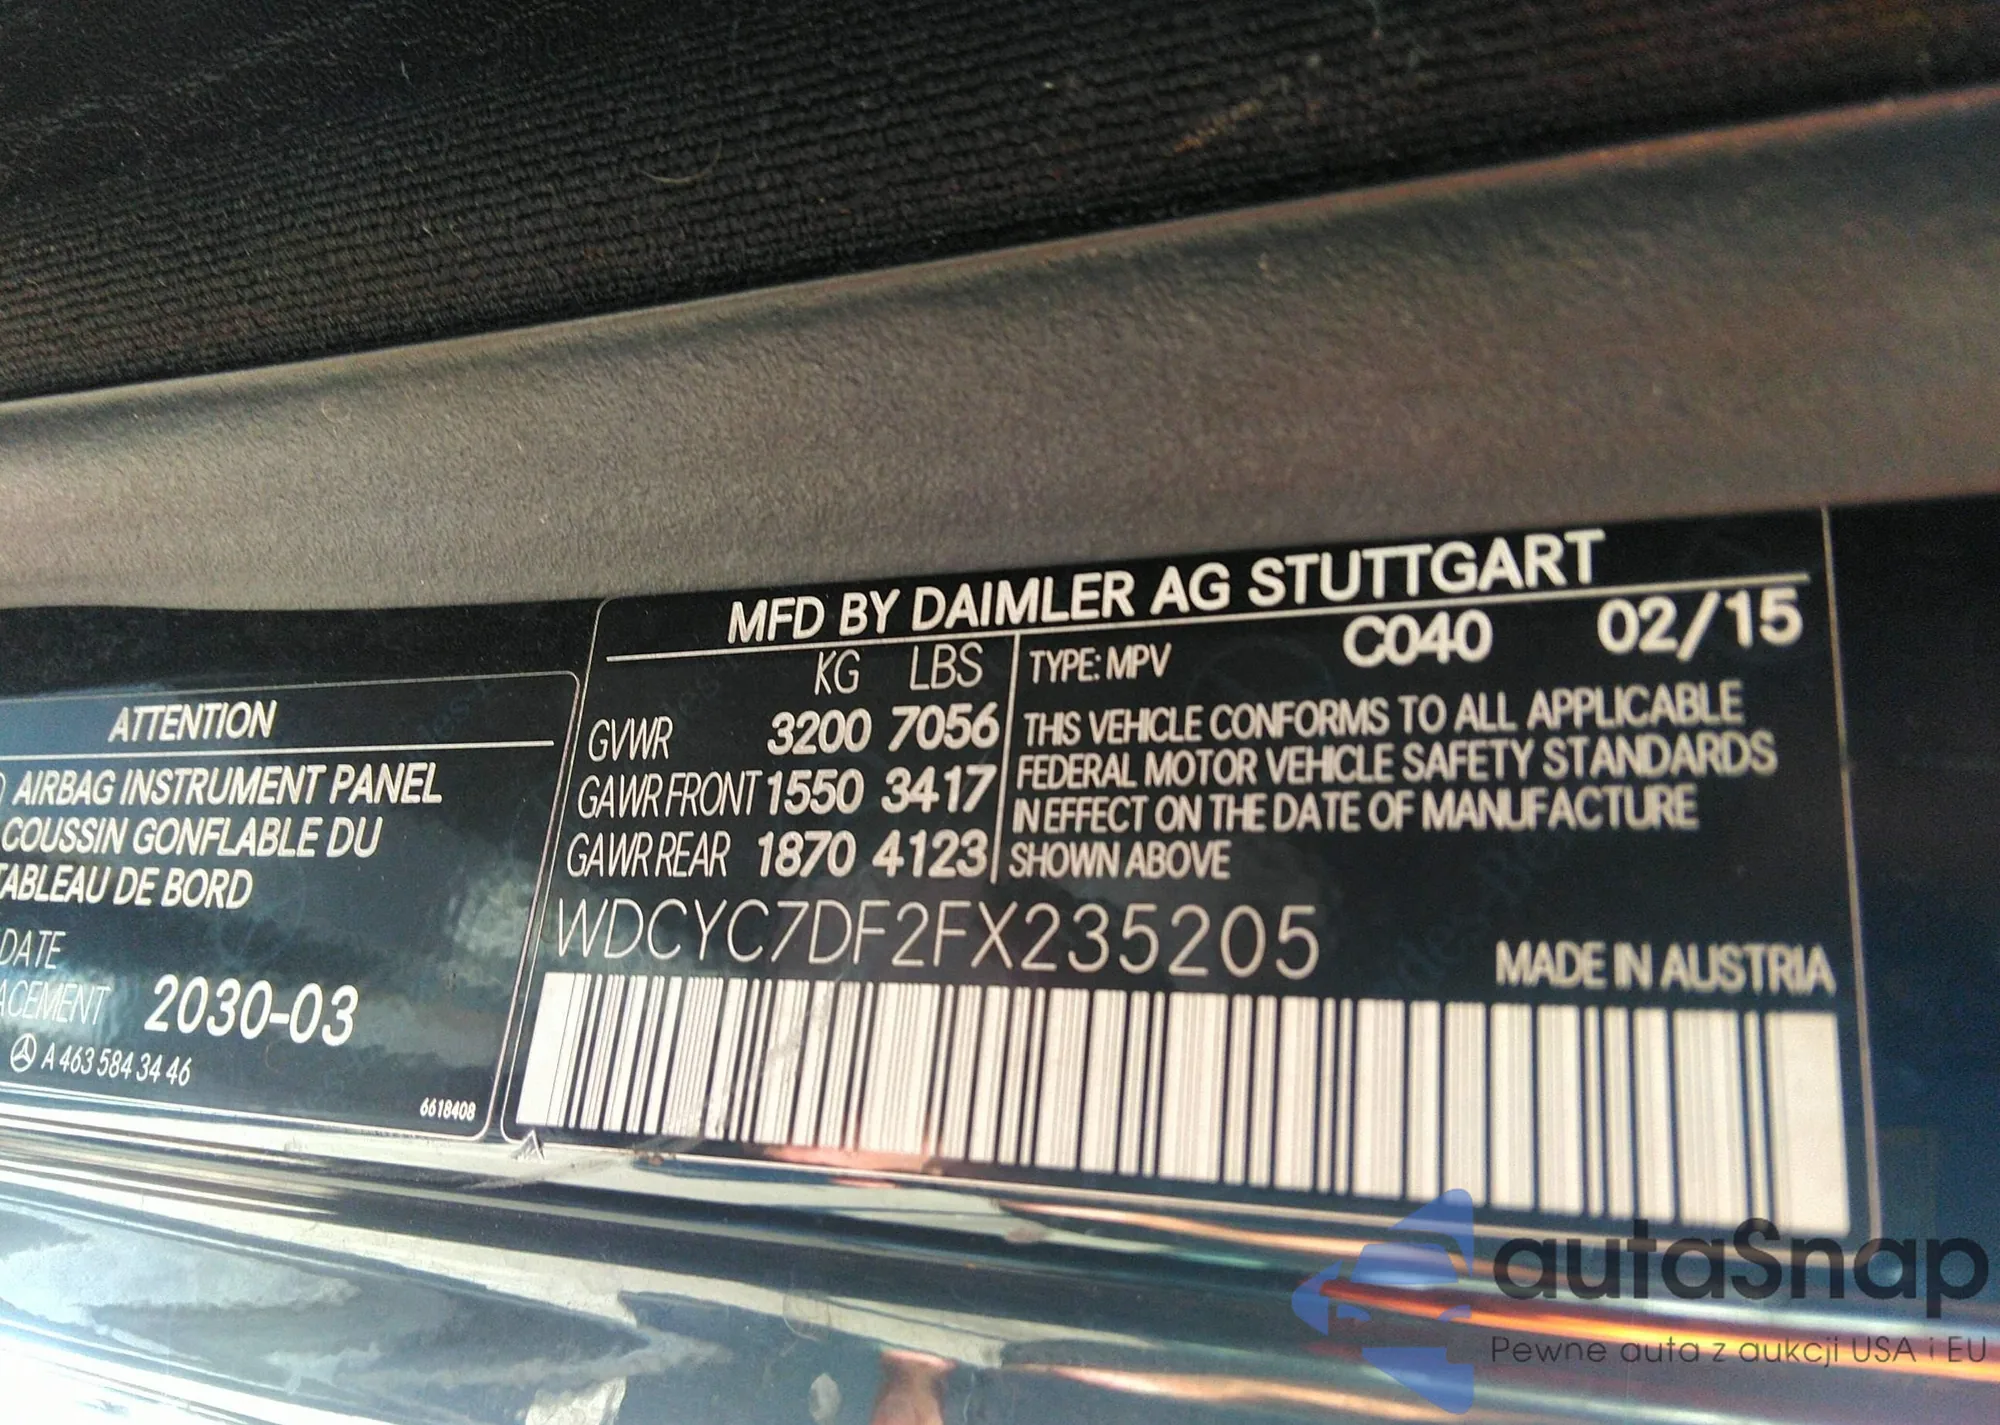 MFD BY DAIMLER AG STUTTGART
KG LBS
GVWR 3200 7056
GAWR FRONT 1550 3417
GAWR REAR 1870 4123
TYPE: MPV C040 02/15
THIS VEHICLE CONFORMS TO ALL APPLICABLE
FEDERAL MOTOR VEHICLE SAFETY STANDARDS
IN EFFECT ON THE DATE OF MANUFACTURE
SHOWN ABOVE
WDCYC7DF2FX235205
MADE IN AUSTRIA
ATTENTION
AIRBAG INSTRUMENT PANEL
COUSSIN GONFLABLE DU
TABLEAU DE BORD
DATE
ACEMENT 2030-03
A 463 584 34 46
6618408
autaSnap
Pewne auta z aukcji USA i EU